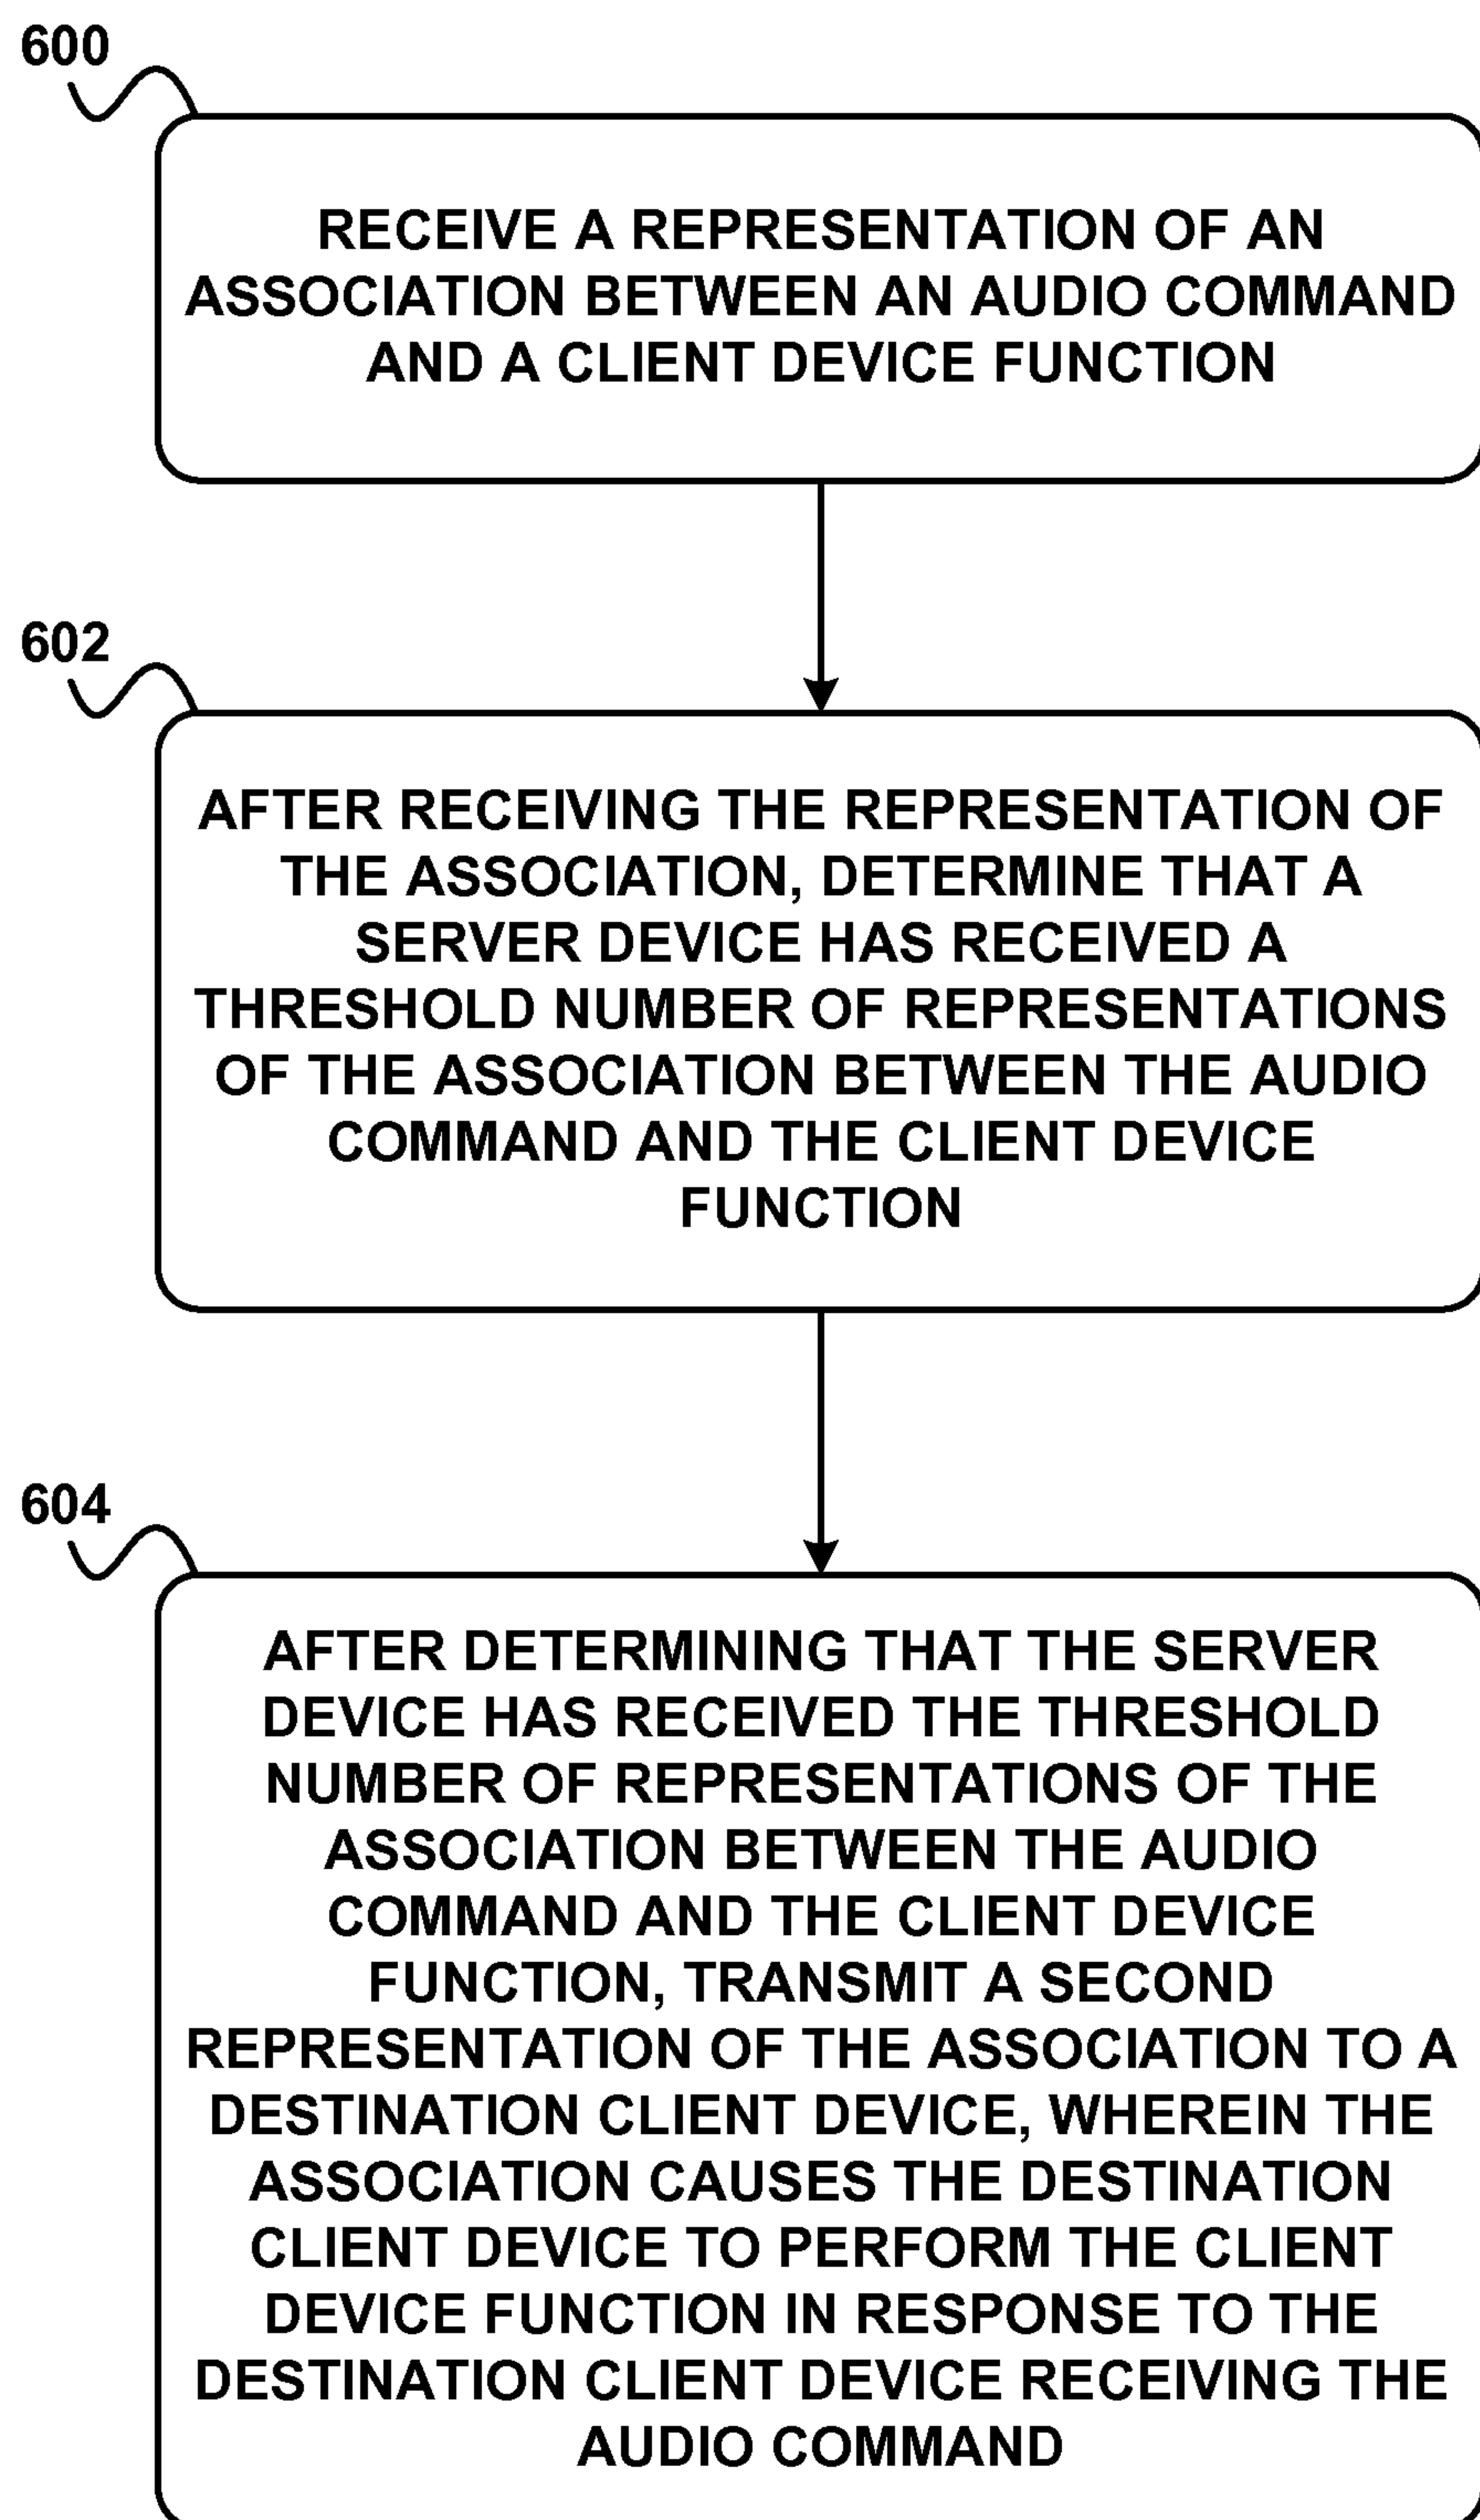 600
RECEIVE A REPRESENTATION OF AN
ASSOCIATION BETWEEN AN AUDIO COMMAND
AND A CLIENT DEVICE FUNCTION
602
AFTER RECEIVING THE REPRESENTATION OF
THE ASSOCIATION, DETERMINE THAT A
SERVER DEVICE HAS RECEIVED A
THRESHOLD NUMBER OF REPRESENTATIONS
OF THE ASSOCIATION BETWEEN THE AUDIO
COMMAND AND THE CLIENT DEVICE
FUNCTION
604
AFTER DETERMINING THAT THE SERVER
DEVICE HAS RECEIVED THE THRESHOLD
NUMBER OF REPRESENTATIONS OF THE
ASSOCIATION BETWEEN THE AUDIO
COMMAND AND THE CLIENT DEVICE
FUNCTION, TRANSMIT A SECOND
REPRESENTATION OF THE ASSOCIATION TO A
DESTINATION CLIENT DEVICE, WHEREIN THE
ASSOCIATION CAUSES THE DESTINATION
CLIENT DEVICE TO PERFORM THE CLIENT
DEVICE FUNCTION IN RESPONSE TO THE
DESTINATION CLIENT DEVICE RECEIVING THE
AUDIO COMMAND